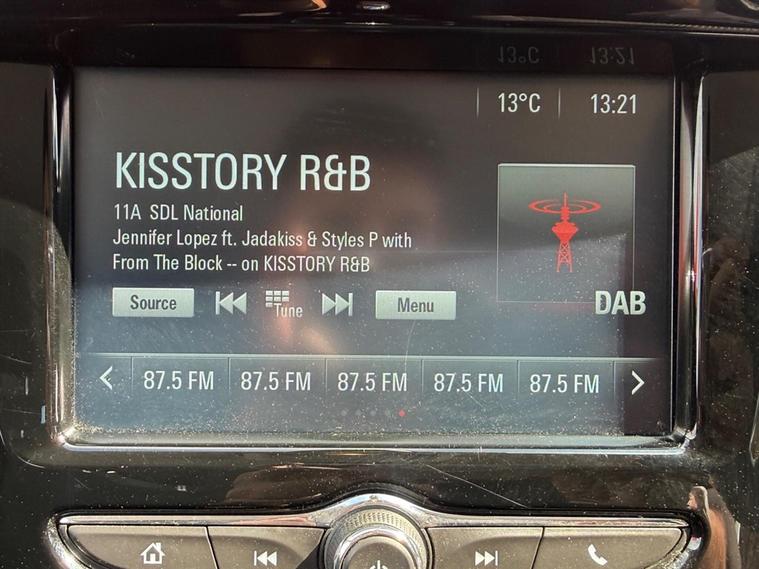 13°C 13:21
KISSTORY R&B
11A SDL National
Jennifer Lopez ft. Jadakiss & Styles P with
From The Block -- on KISSTORY R&B
DAB
Source Tune Menu
87.5 FM 87.5 FM 87.5 FM 87.5 FM 87.5 FM